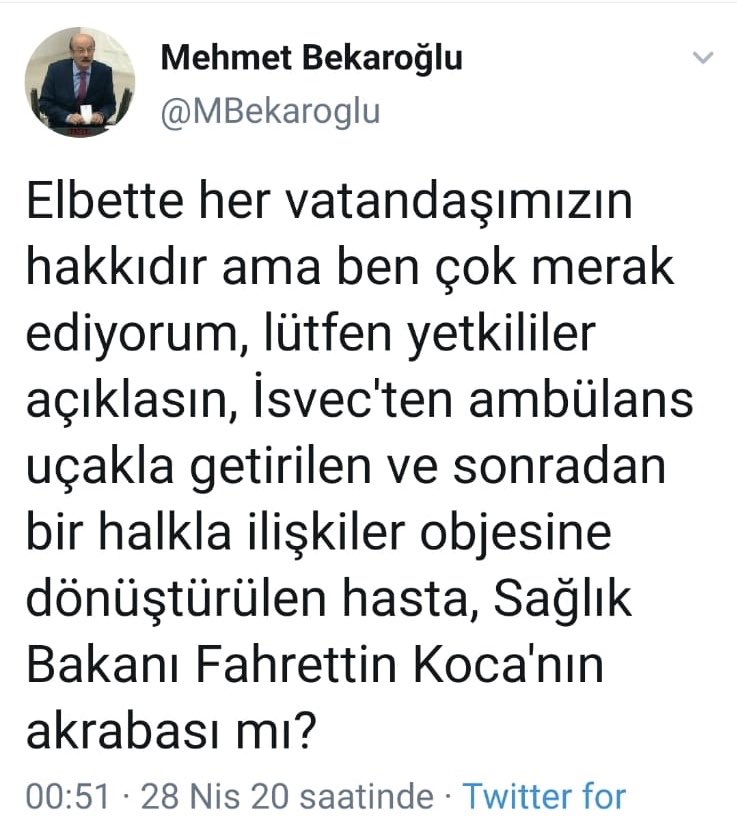 Mehmet Bekaroğlu
@MBekaroglu
Elbette her vatandaşımızın
hakkıdır ama ben çok merak
ediyorum, lütfen yetkililer
açıklasın, İsvec'ten ambülans
uçakla getirilen ve sonradan
bir halkla ilişkiler objesine
dönüştürülen hasta, Sağlık
Bakanı Fahrettin Koca'nın
akrabası mı?
00:51 · 28 Nis 20 saatinde · Twitter for